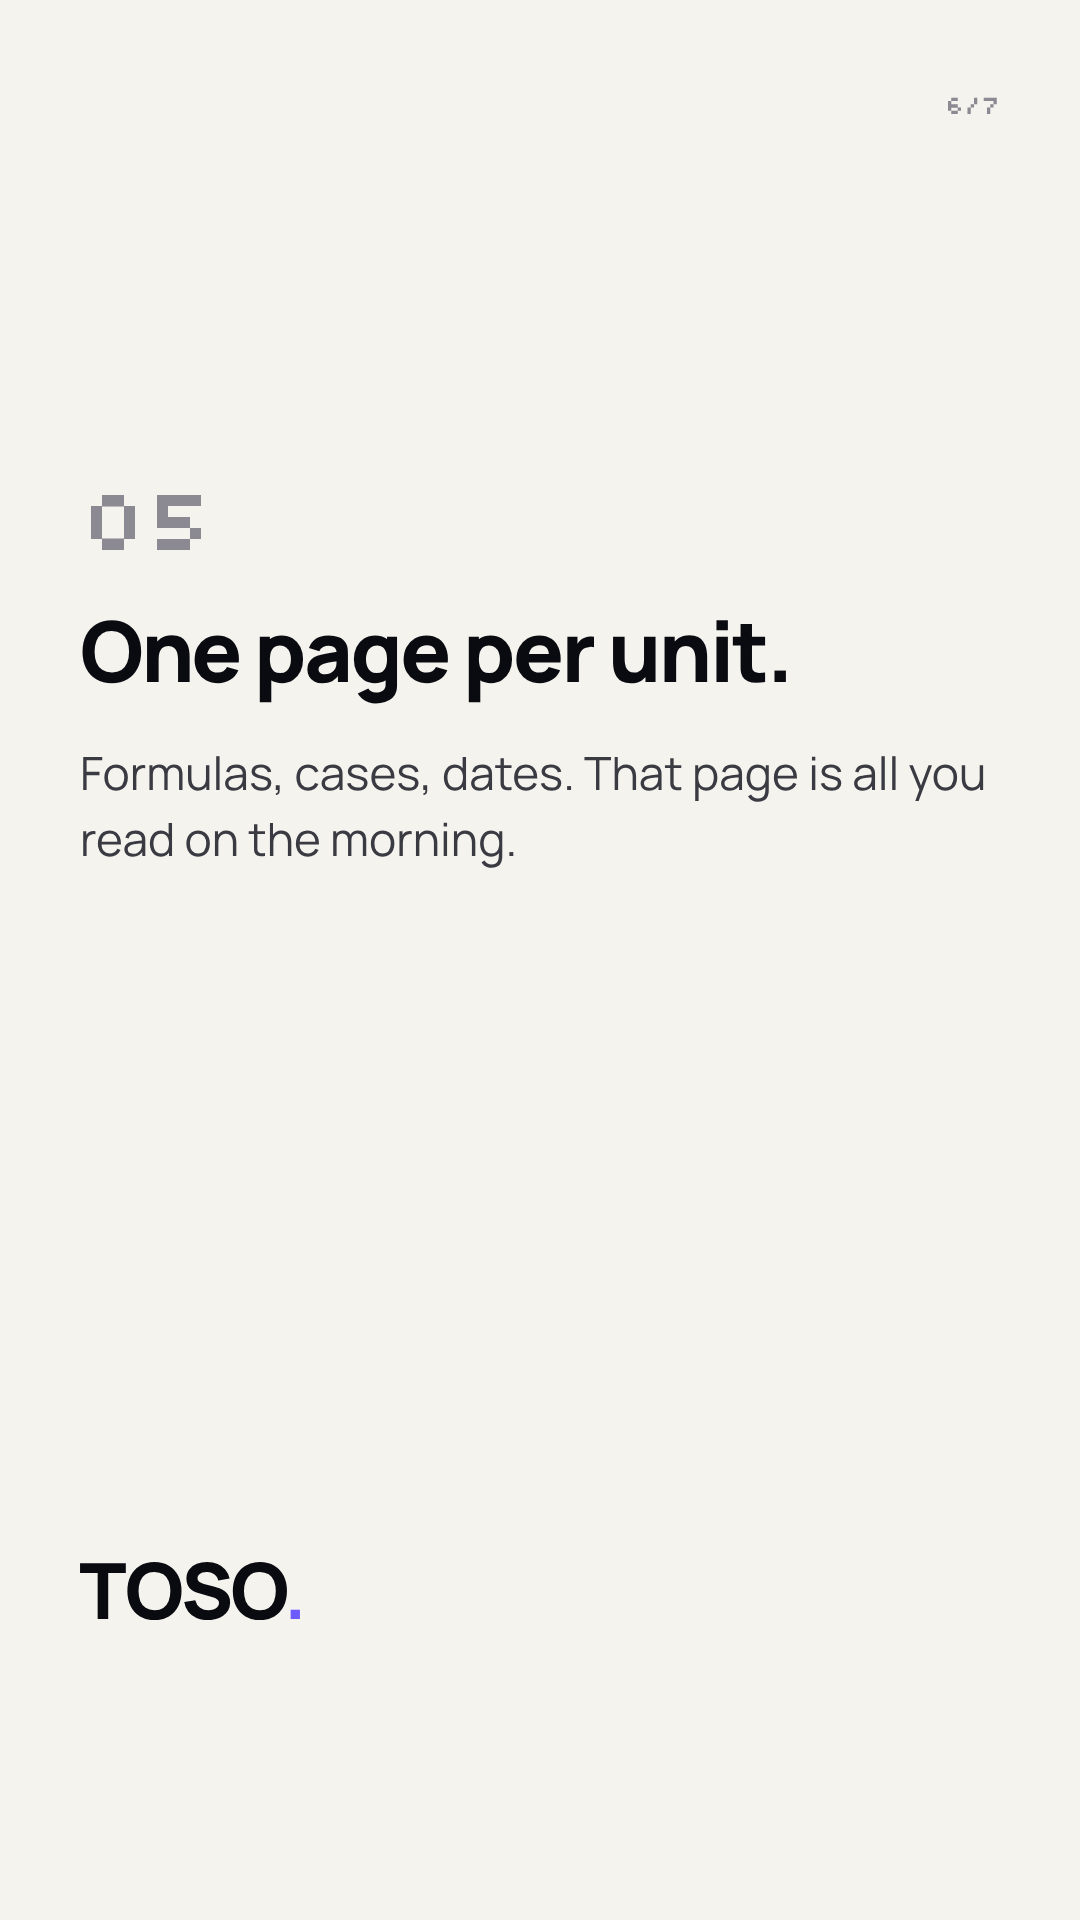 6/7
05
One page per unit.
Formulas, cases, dates. That page is all you
read on the morning.
TOSO.